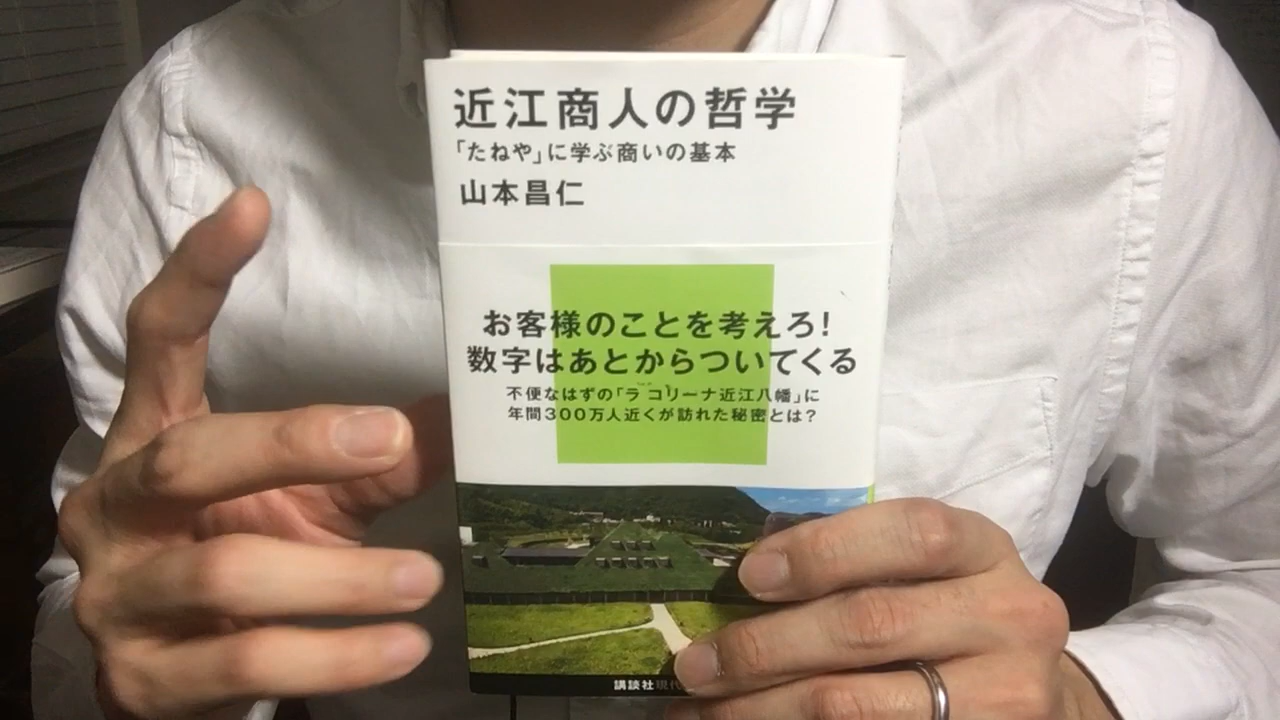 近江商人の哲学
「たねや」に学ぶ商いの基本
山本昌仁
お客様のことを考えろ！
数字はあとからついてくる
不便なはずの「ラ コリーナ近江八幡」に
年間300万人近くが訪れた秘密とは？
講談社現代